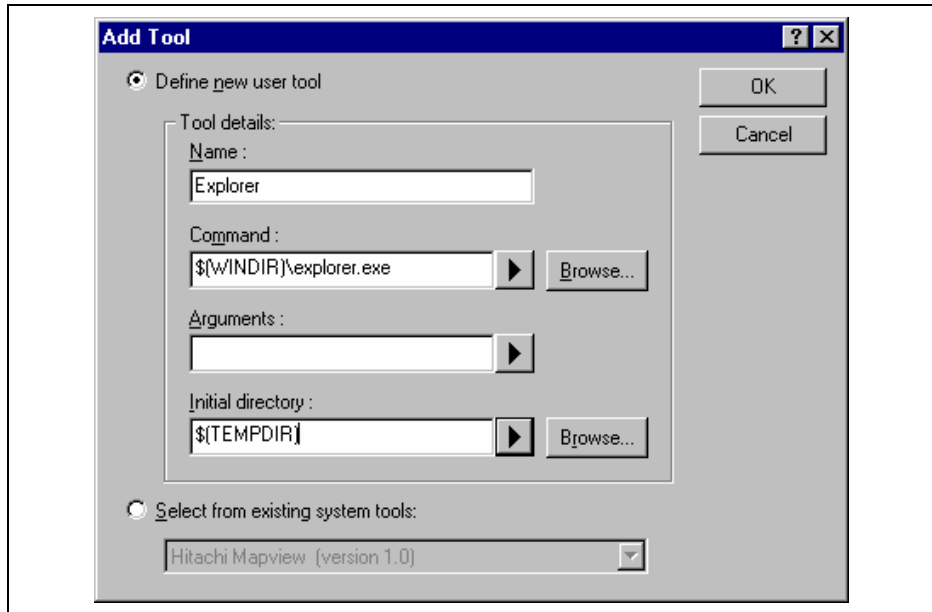 Add Tool
Define new user tool
OK
Cancel
Tool details:
Name :
Explorer
Command :
$(WINDIR)\explorer.exe
Browse...
Arguments :
Initial directory :
$(TEMPDIR)
Browse...
Select from existing system tools:
Hitachi Mapview (version 1.0)